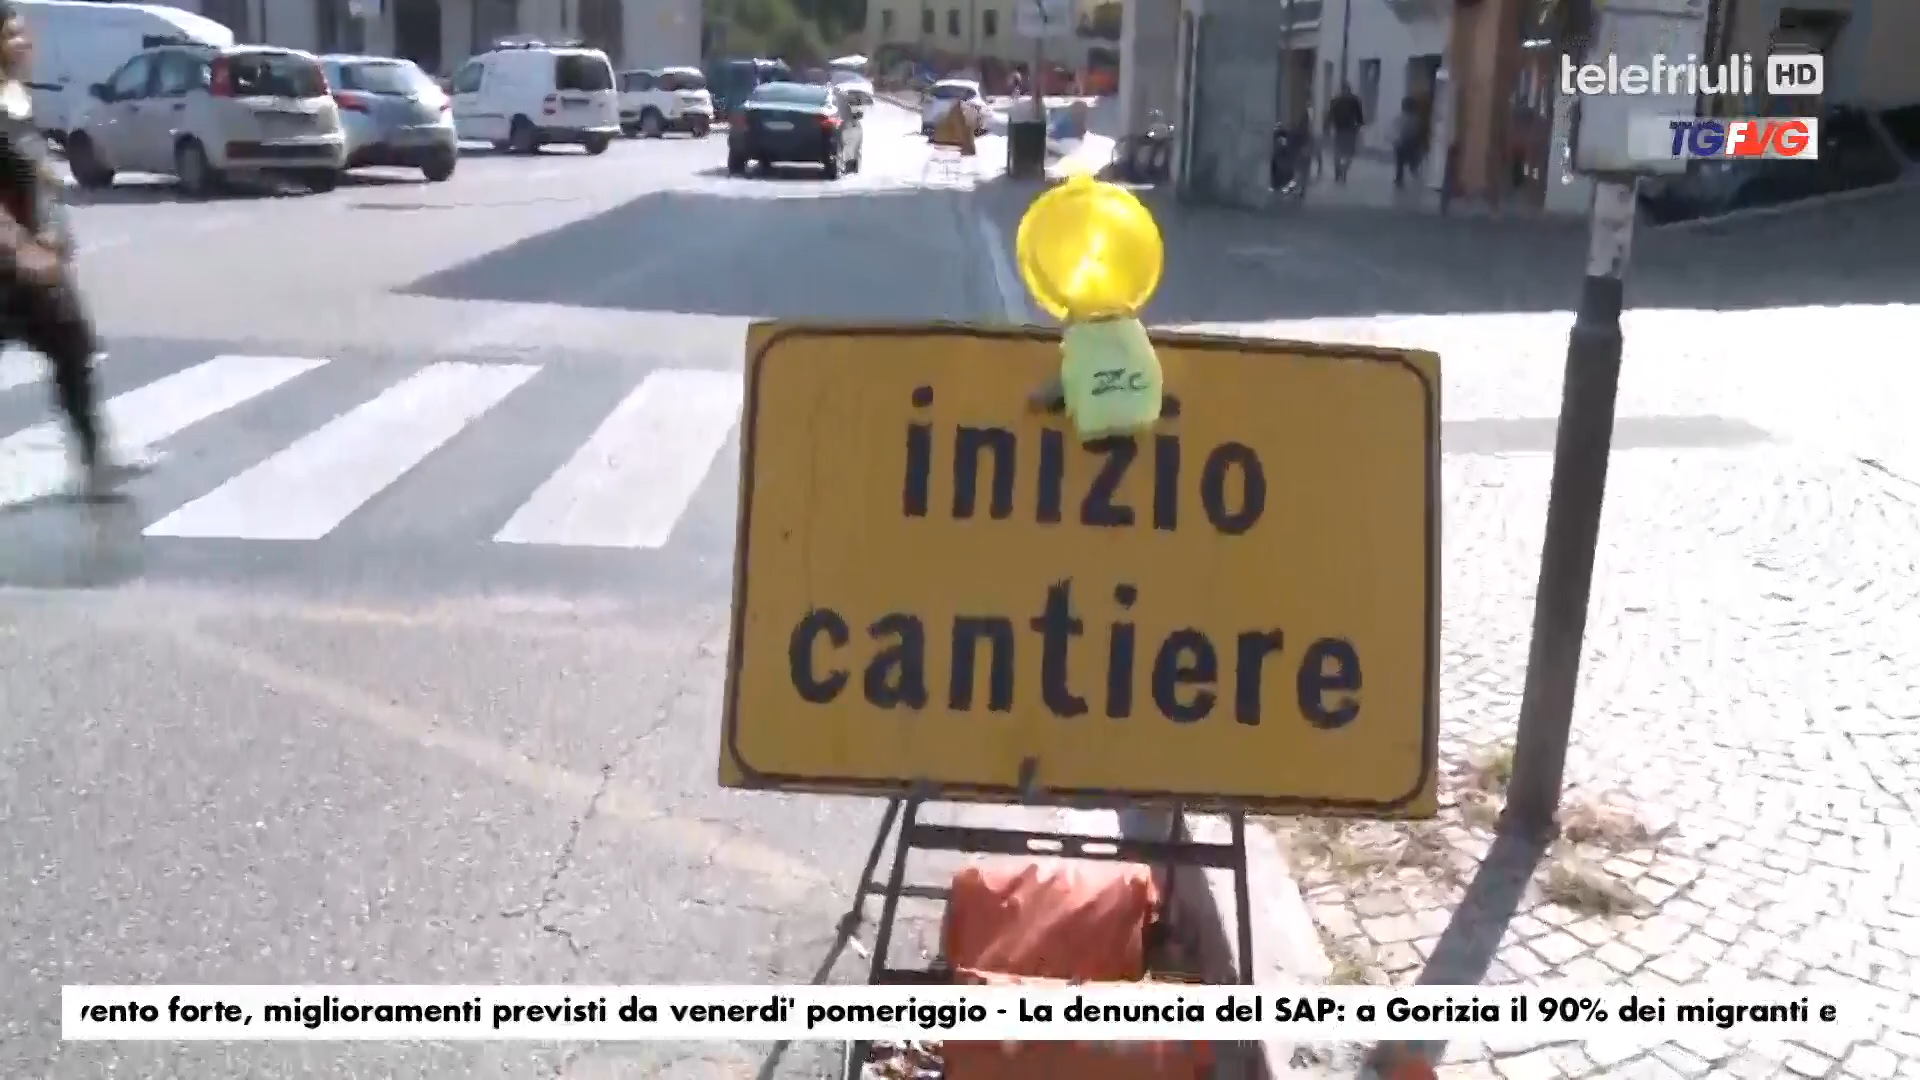 telefriuli HD
TGFVG
Zc
inizio
cantiere
vento forte, miglioramenti previsti da venerdi' pomeriggio - La denuncia del SAP: a Gorizia il 90% dei migranti e